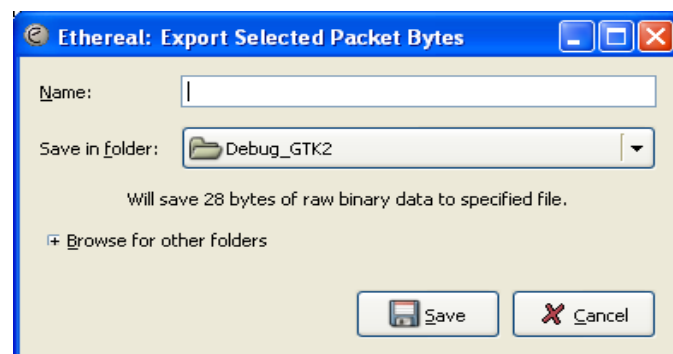 Ethereal: Export Selected Packet Bytes
Name:
Save in folder: Debug_GTK2
Will save 28 bytes of raw binary data to specified file.
Browse for other folders
Save Cancel